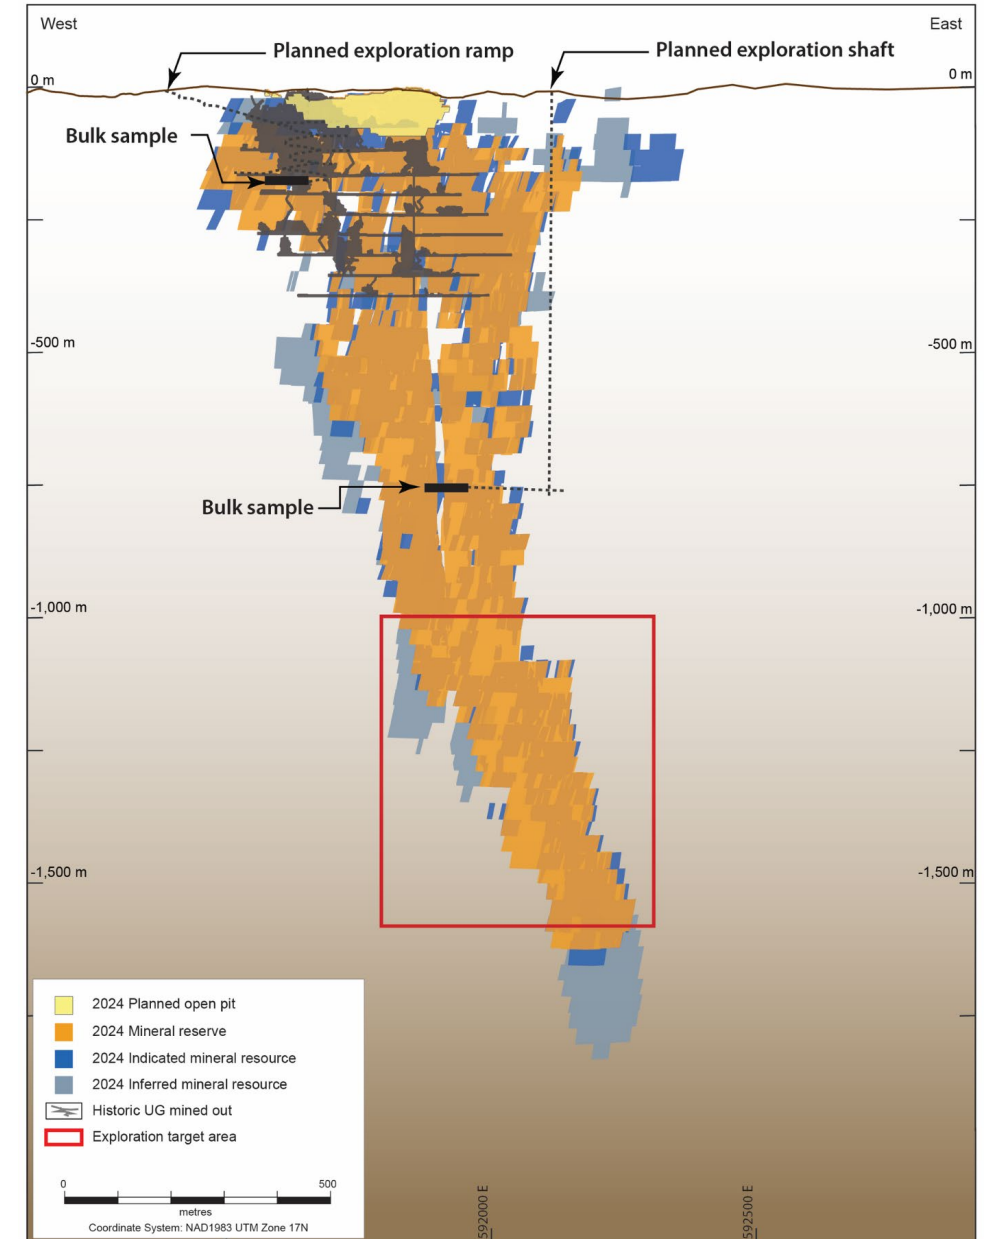 West
East
Planned exploration ramp
Planned exploration shaft
0 m
0 m
Bulk sample
-500 m
-500 m
Bulk sample
-1,000 m
-1,000 m
-1,500 m
-1,500 m
2024 Planned open pit
2024 Mineral reserve
2024 Indicated mineral resource
2024 Inferred mineral resource
Historic UG mined out
Exploration target area
0
500
metres
Coordinate System: NAD1983 UTM Zone 17N
592000 E
592500 E